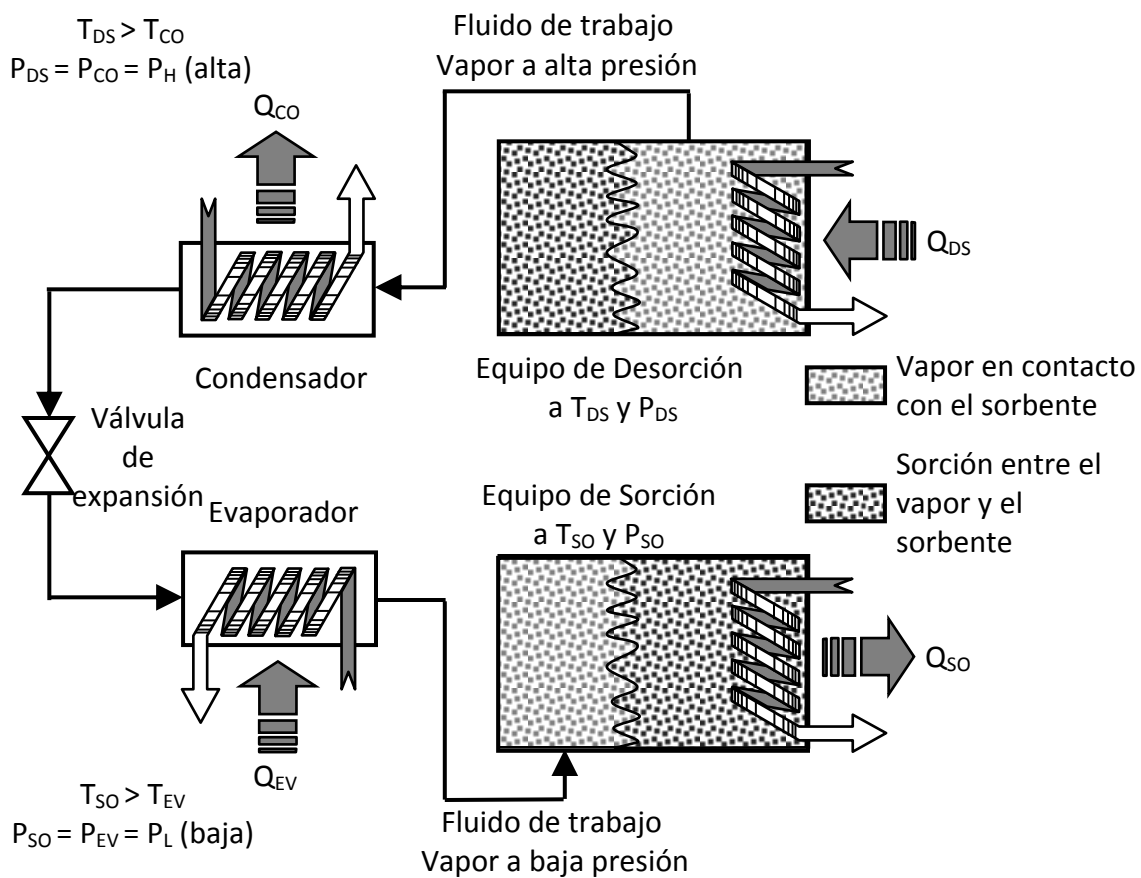 T_DS > T_CO
P_DS = P_CO = P_H (alta)
Fluido de trabajo
Vapor a alta presión
Q_CO
Q_DS
Condensador
Equipo de Desorción
a T_DS y P_DS
Vapor en contacto
con el sorbente
Válvula
de
expansión
Sorción entre el
vapor y el
sorbente
Evaporador
Equipo de Sorción
a T_SO y P_SO
Q_SO
Q_EV
T_SO > T_EV
P_SO = P_EV = P_L (baja)
Fluido de trabajo
Vapor a baja presión